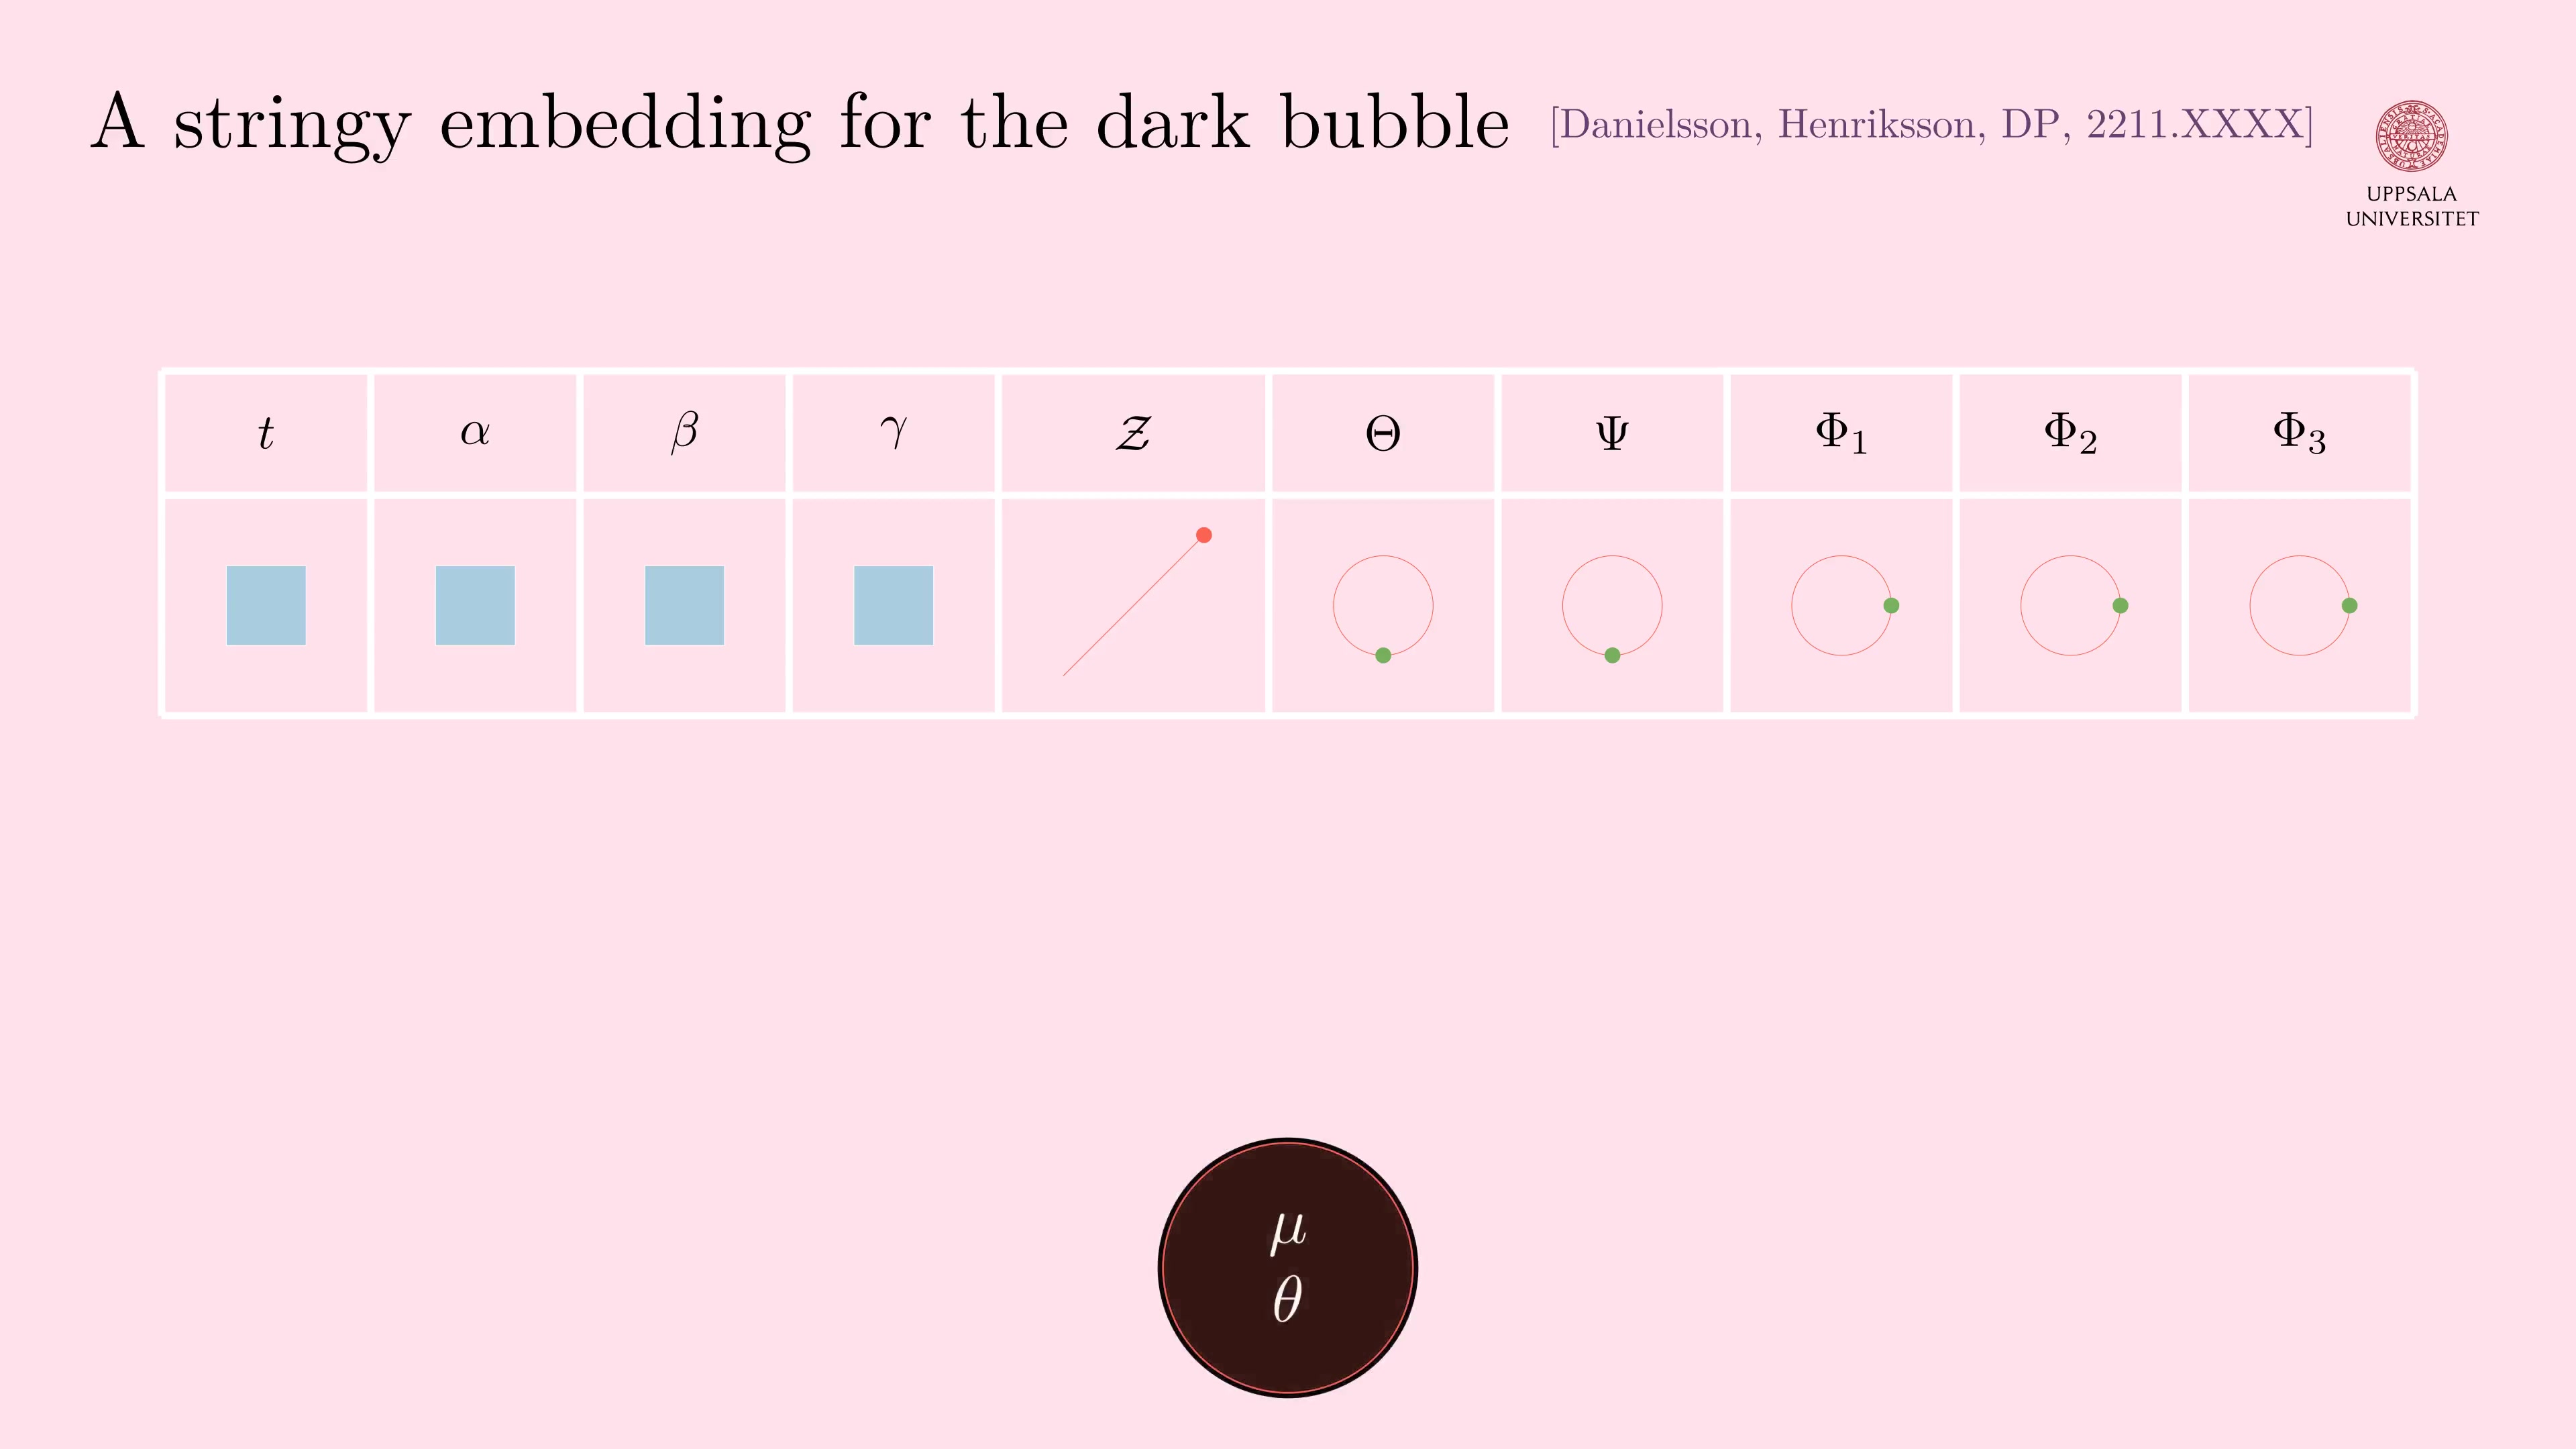 A stringy embedding for the dark bubble [Danielsson, Henriksson, DP, 2211.XXXX]
UPPSALA
UNIVERSITET
t α β γ 𝒵 Θ Ψ Φ₁ Φ₂ Φ₃
μ
θ